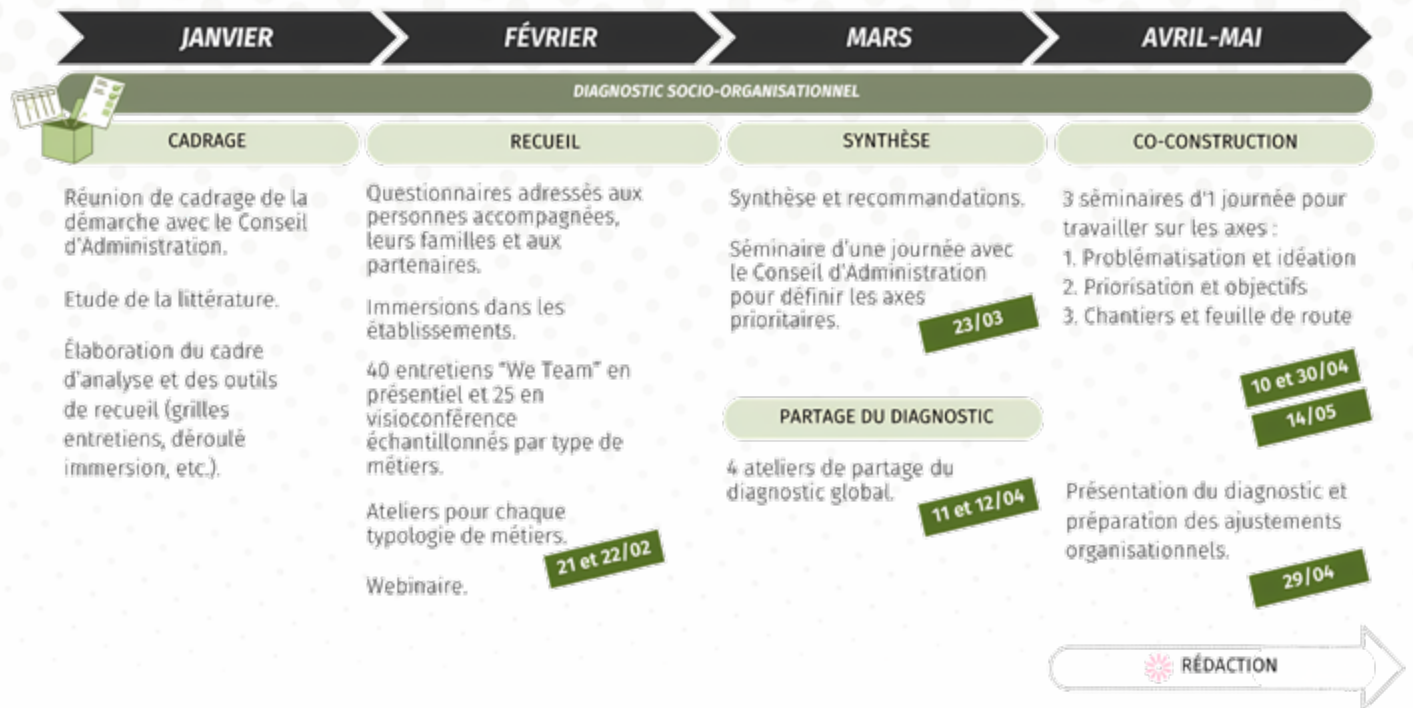 JANVIER
FÉVRIER
MARS
AVRIL-MAI
DIAGNOSTIC SOCIO-ORGANISATIONNEL
CADRAGE
Réunion de cadrage de la
démarche avec le Conseil
d'Administration.
Etude de la littérature.
Élaboration du cadre
d'analyse et des outils
de recueil (grilles
entretiens, déroulé
immersion, etc.).
RECUEIL
Questionnaires adressés aux
personnes accompagnées,
leurs familles et aux
partenaires.
Immersions dans les
établissements.
40 entretiens "We Team" en
présentiel et 25 en
visioconférence
échantillonnés par type de
métiers.
Ateliers pour chaque
typologie de métiers.
21 et 22/02
Webinaire.
SYNTHÈSE
Synthèse et recommandations.
Séminaire d'une journée avec
le Conseil d'Administration
pour définir les axes
prioritaires.
23/03
PARTAGE DU DIAGNOSTIC
4 ateliers de partage du
diagnostic global.
11 et 12/04
CO-CONSTRUCTION
3 séminaires d'1 journée pour
travailler sur les axes :
1. Problématisation et idéation
2. Priorisation et objectifs
3. Chantiers et feuille de route
10 et 30/04
14/05
Présentation du diagnostic et
préparation des ajustements
organisationnels.
29/04
RÉDACTION